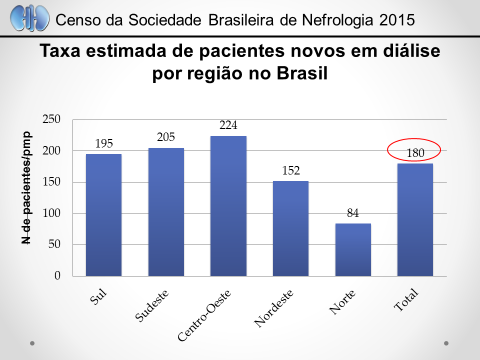 Censo da Sociedade Brasileira de Nefrologia 2015
Taxa estimada de pacientes novos em diálise
por região no Brasil
N de pacientes/pmp
250
200
150
100
50
0
195
205
224
152
84
180
Sul
Sudeste
Centro-Oeste
Nordeste
Norte
Total